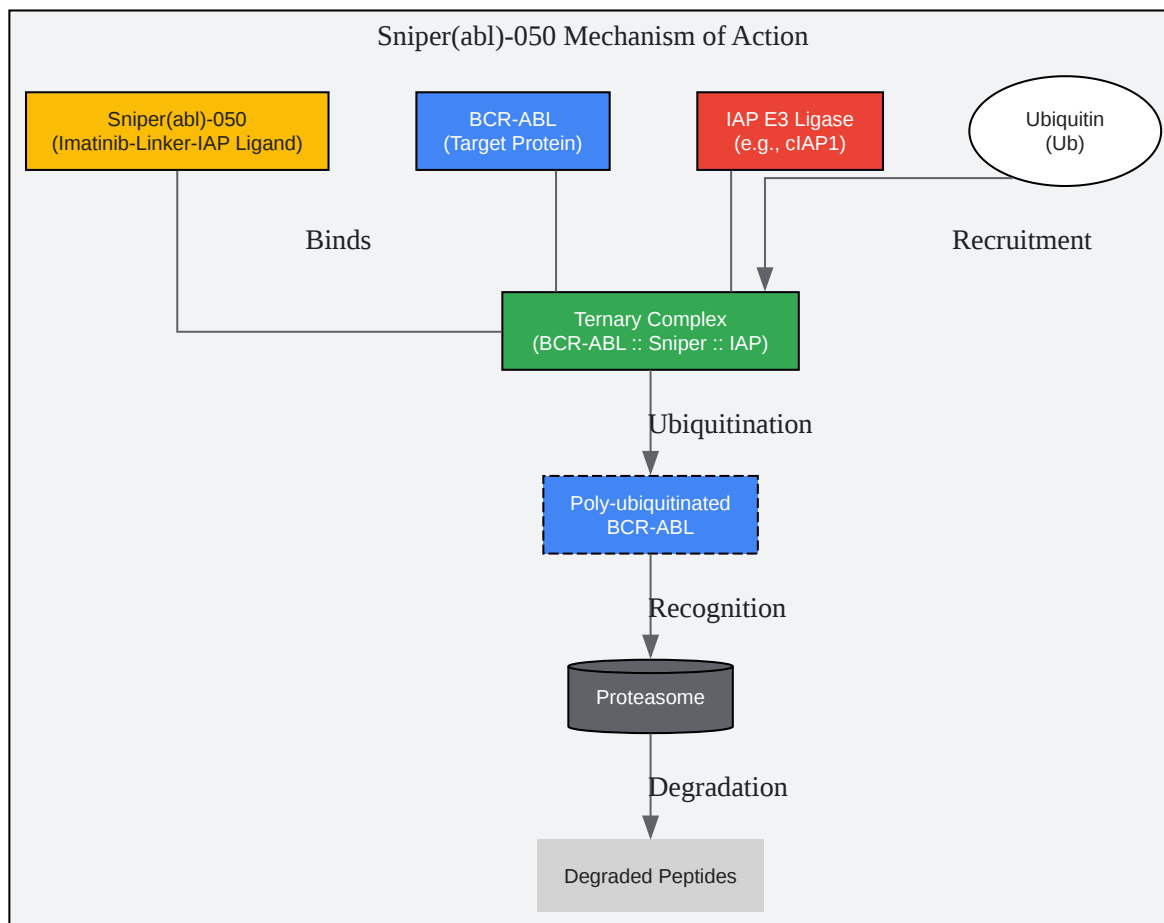 Sniper(abl)-050 Mechanism of Action
Sniper(abl)-050
(Imatinib-Linker-IAP Ligand)
BCR-ABL
(Target Protein)
IAP E3 Ligase
(e.g., cIAP1)
Ubiquitin
(Ub)
Binds
Recruitment
Ternary Complex
(BCR-ABL :: Sniper :: IAP)
Ubiquitination
Poly-ubiquitinated
BCR-ABL
Recognition
Proteasome
Degradation
Degraded Peptides